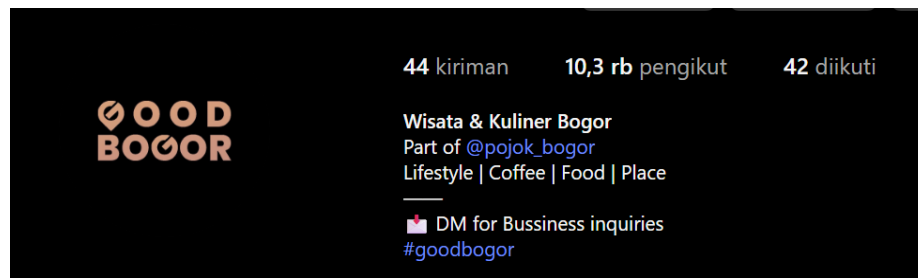 44 kiriman 10,3 rb pengikut 42 diikuti
GOOD
BOGOR
Wisata & Kuliner Bogor
Part of @pojok_bogor
Lifestyle | Coffee | Food | Place
DM for Bussiness inquiries
#goodbogor